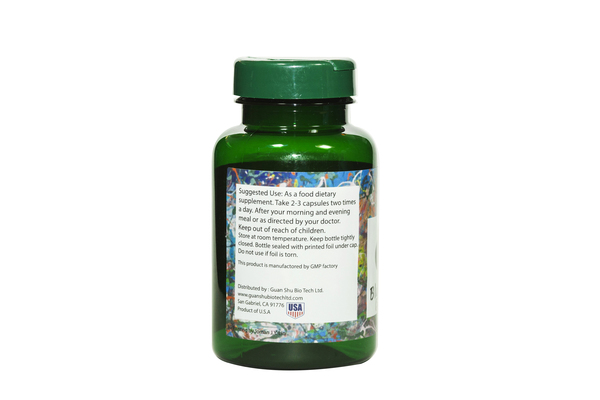 Suggested Use: As a food dietary
supplement. Take 2-3 capsules two times
a day. After your morning and evening
meal or as directed by your doctor.
Keep out of reach of children.
Store at room temperature. Keep bottle tightly
closed. Bottle sealed with printed foil under cap.
Do not use if foil is torn.
This product is manufactored by GMP factory
Distributed by : Guan Shu Bio Tech Ltd.
www.guanshubiotechltd.com
San Gabriel, CA 91776
Product of U.S.A
USA